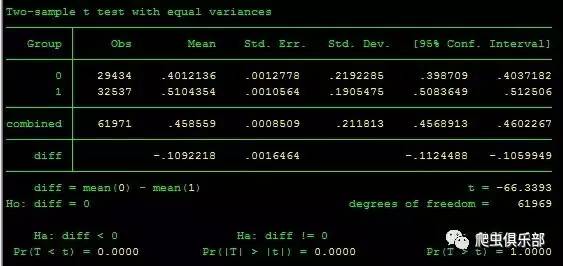 Two-sample t test with equal variances
Group Obs Mean Std. Err. Std. Dev. [95% Conf. Interval]
0 29434 .4012136 .0012778 .2192285 .398709 .4037182
1 32537 .5104354 .0010564 .1905475 .5083649 .512506
combined 61971 .458559 .0008509 .211813 .4568913 .4602267
diff -.1092218 .0016464 -.1124488 -.1059949
diff = mean(0) - mean(1) t = -66.3393
Ho: diff = 0 degrees of freedom = 61969
Ha: diff < 0 Ha: diff != 0
Pr(T < t) = 0.0000 Pr(|T| > |t|) = 0.0000 Pr(T > t) = 1.0000
爬虫俱乐部